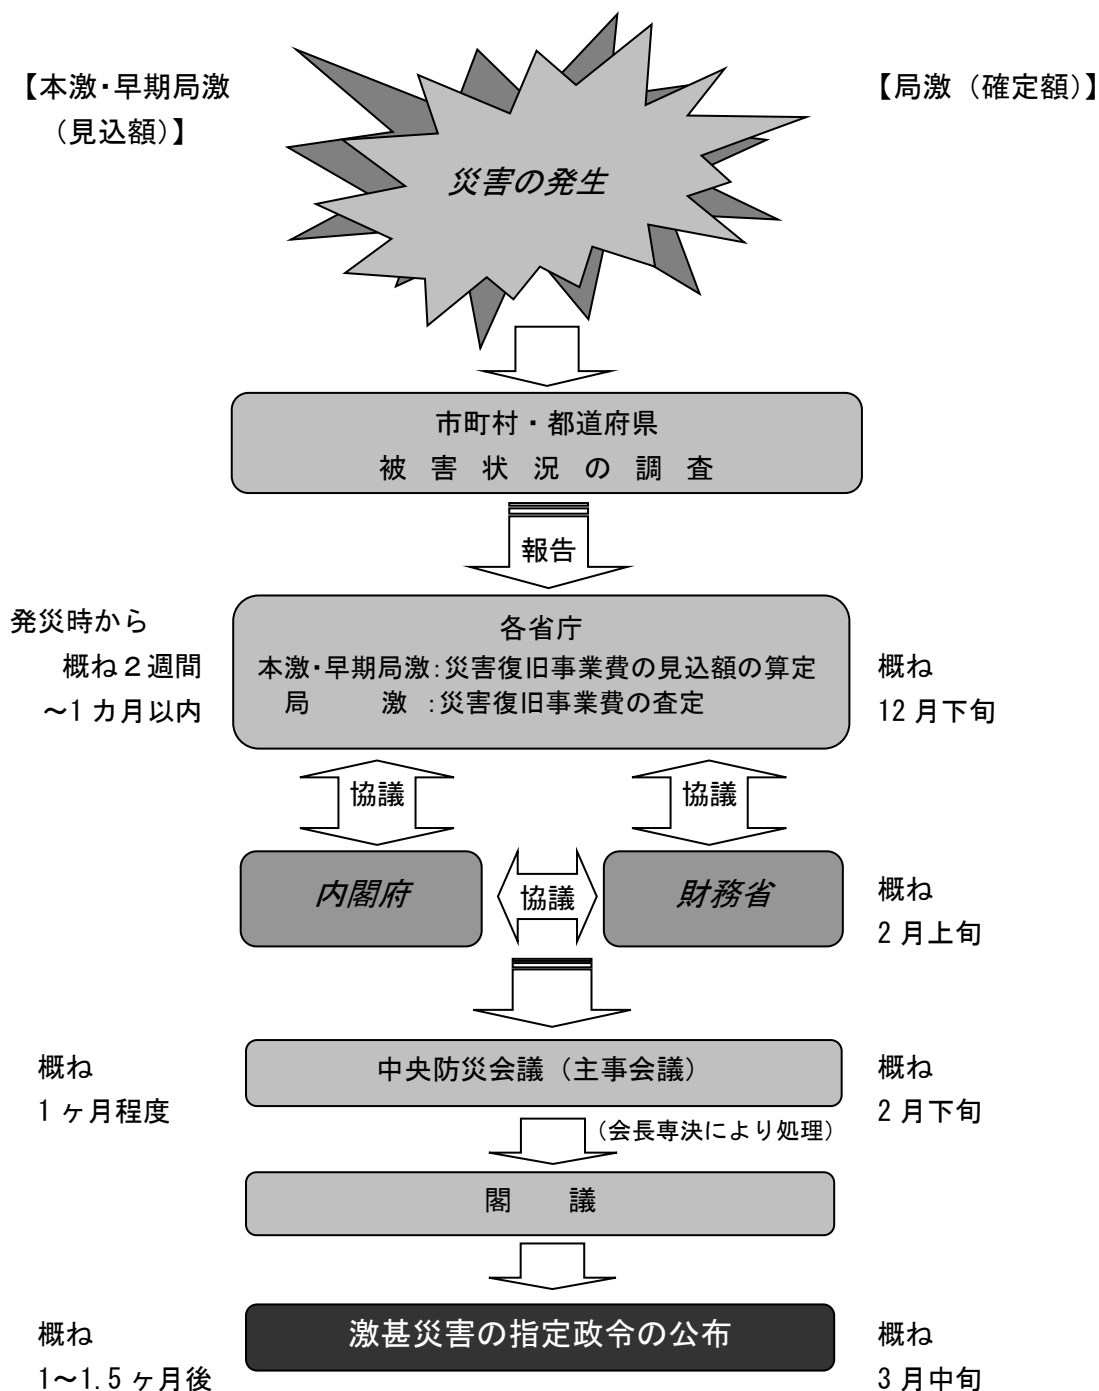 【本激・早期局激
（見込額）】
【局激（確定額）】
災害の発生
市町村・都道府県
被害状況の調査
報告
発災時から
概ね２週間
～1カ月以内
各省庁
本激・早期局激：災害復旧事業費の見込額の算定
局　　激：災害復旧事業費の査定
概ね
12月下旬
協議
協議
内閣府
協議
財務省
概ね
2月上旬
概ね
1ヶ月程度
中央防災会議（主事会議）
概ね
2月下旬
（会長専決により処理）
閣　議
概ね
1～1.5ヶ月後
激甚災害の指定政令の公布
概ね
3月中旬